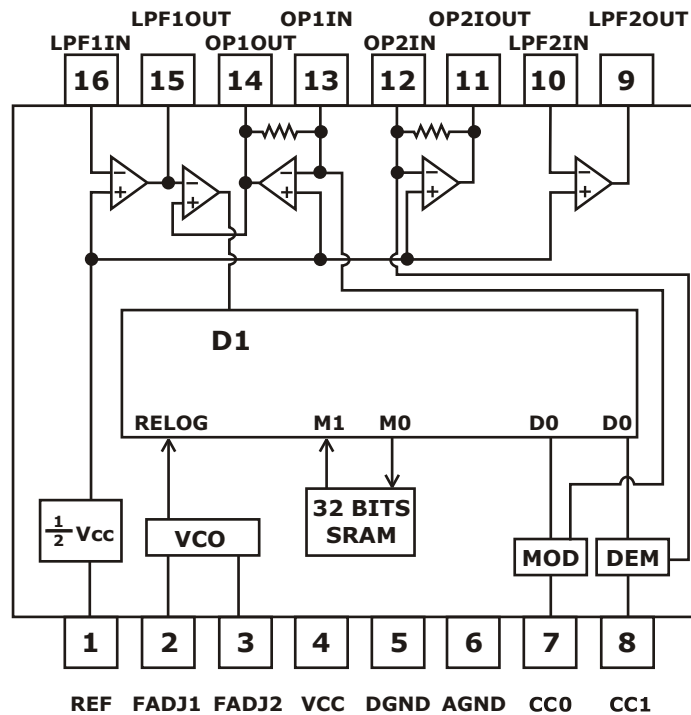 LPF1OUT OP1IN OP2IOUT LPF2OUT
LPF1IN OP1OUT OP2IN LPF2IN
16 15 14 13 12 11 10 9
− + − + − + − + − +
D1
RELOG M1 M0 D0 D0
1/2 Vcc
VCO
32 BITS
SRAM
MOD
DEM
1 2 3 4 5 6 7 8
REF FADJ1 FADJ2 VCC DGND AGND CC0 CC1